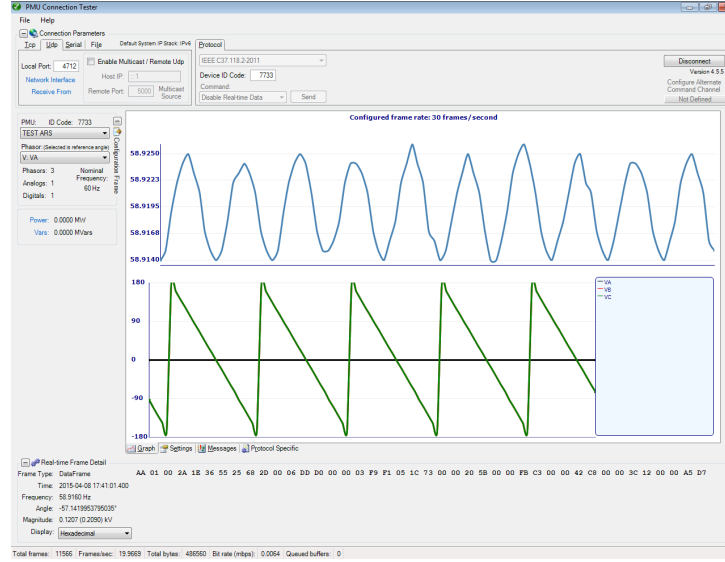 PMU Connection Tester
File Help
Connection Parameters
Tcp Udp Serial File Default System IP Stack: IPv6 Protocol
Local Port: 4712 Enable Multicast / Remote Udp
Network Interface Host IP: 1
Receive From Remote Port: 5000 Multicast Source
IEEE C37.118.2-2011
Device ID Code: 7733
Command:
Disable Real-time Data Send
Disconnect
Version 4.5.5
Configure Alternate
Command Channel
Not Defined
PMU: ID Code: 7733
TEST ARS
Phasor: (Selected is reference angle)
V: VA
Phasors: 3 Nominal
Analogs: 1 Frequency:
Digitals: 1 60 Hz
Power: 0.0000 MW
Vars: 0.0000 MVars
Configuration Frame
Configured frame rate: 30 frames/second
58.9250
58.9223
58.9195
58.9168
58.9140
180
90
0
-90
-180
VA
VB
VC
Graph Settings Messages Protocol Specific
Real-time Frame Detail
Frame Type: DataFrame
Time: 2015-04-08 17:41:01.400
Frequency: 58.9160 Hz
Angle: -57.1419953795035°
Magnitude: 0.1207 (0.2090) kV
Display: Hexadecimal
AA 01 00 2A 1E 36 55 25 68 2D 00 06 DD D0 00 00 03 F9 F1 05 1C 73 00 00 20 5B 00 00 FB C3 00 00 42 C8 00 00 3C 12 00 00 A5 D7
Total frames: 11566 Frames/sec: 19.9669 Total bytes: 486560 Bit rate (mbps): 0.0064 Queued buffers: 0